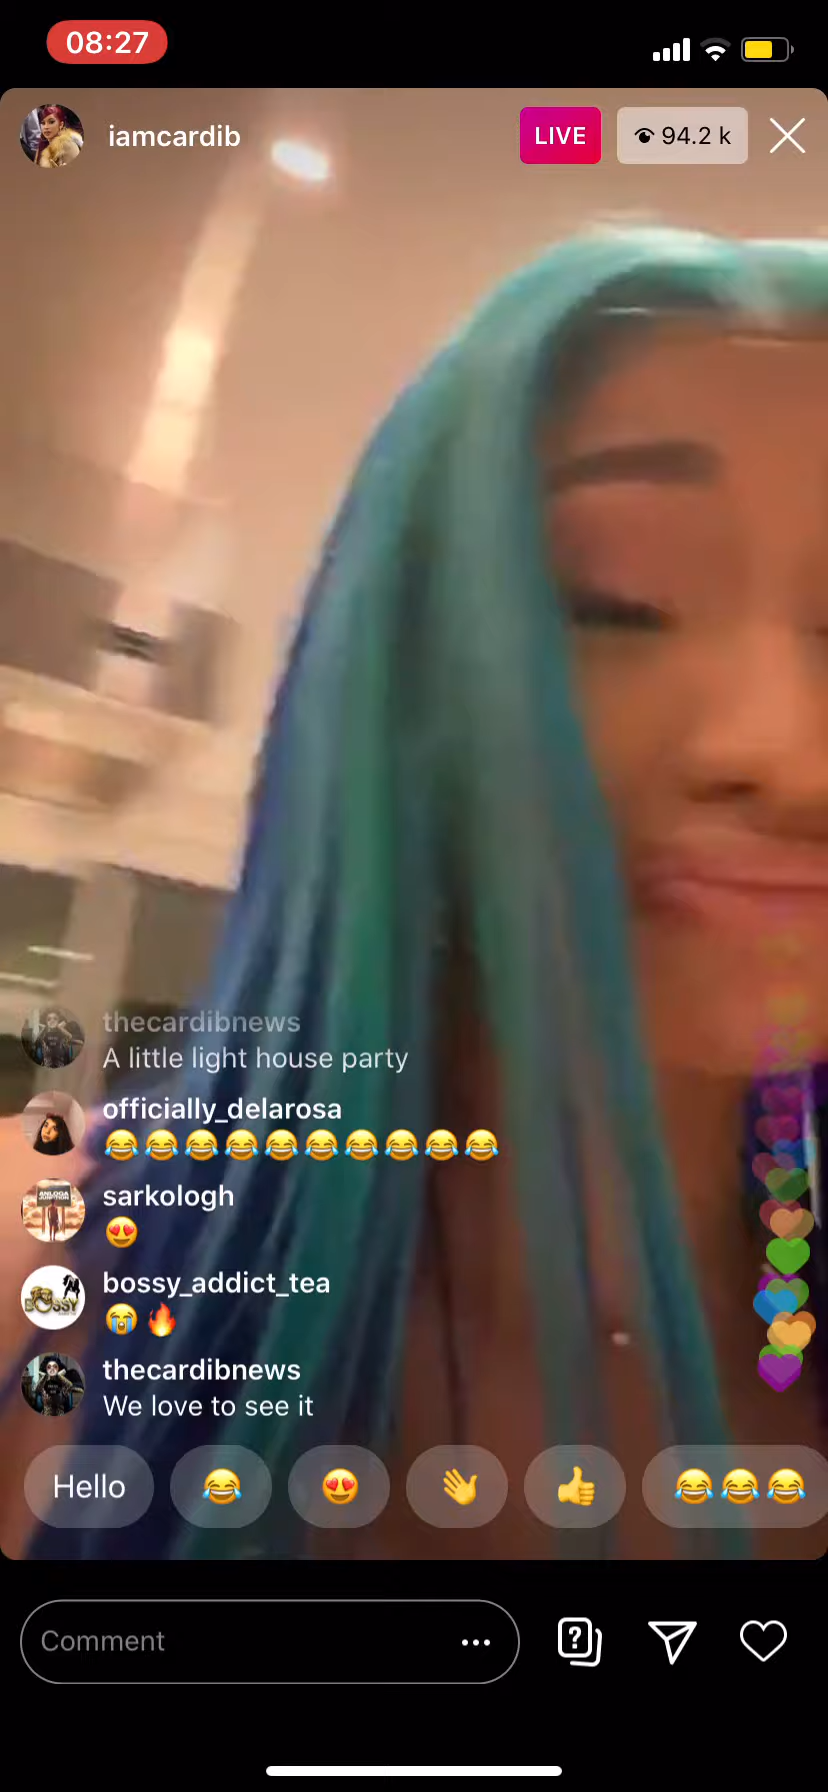 08:27
iamcardib
LIVE
94.2 k
thecardibnews
A little light house party
officially_delarosa
😂😂😂😂😂😂😂😂😂😂
sarkologh
😍
bossy_addict_tea
😭🔥
thecardibnews
We love to see it
Hello 😂 😍 👋 👍 😂😂😂
Comment